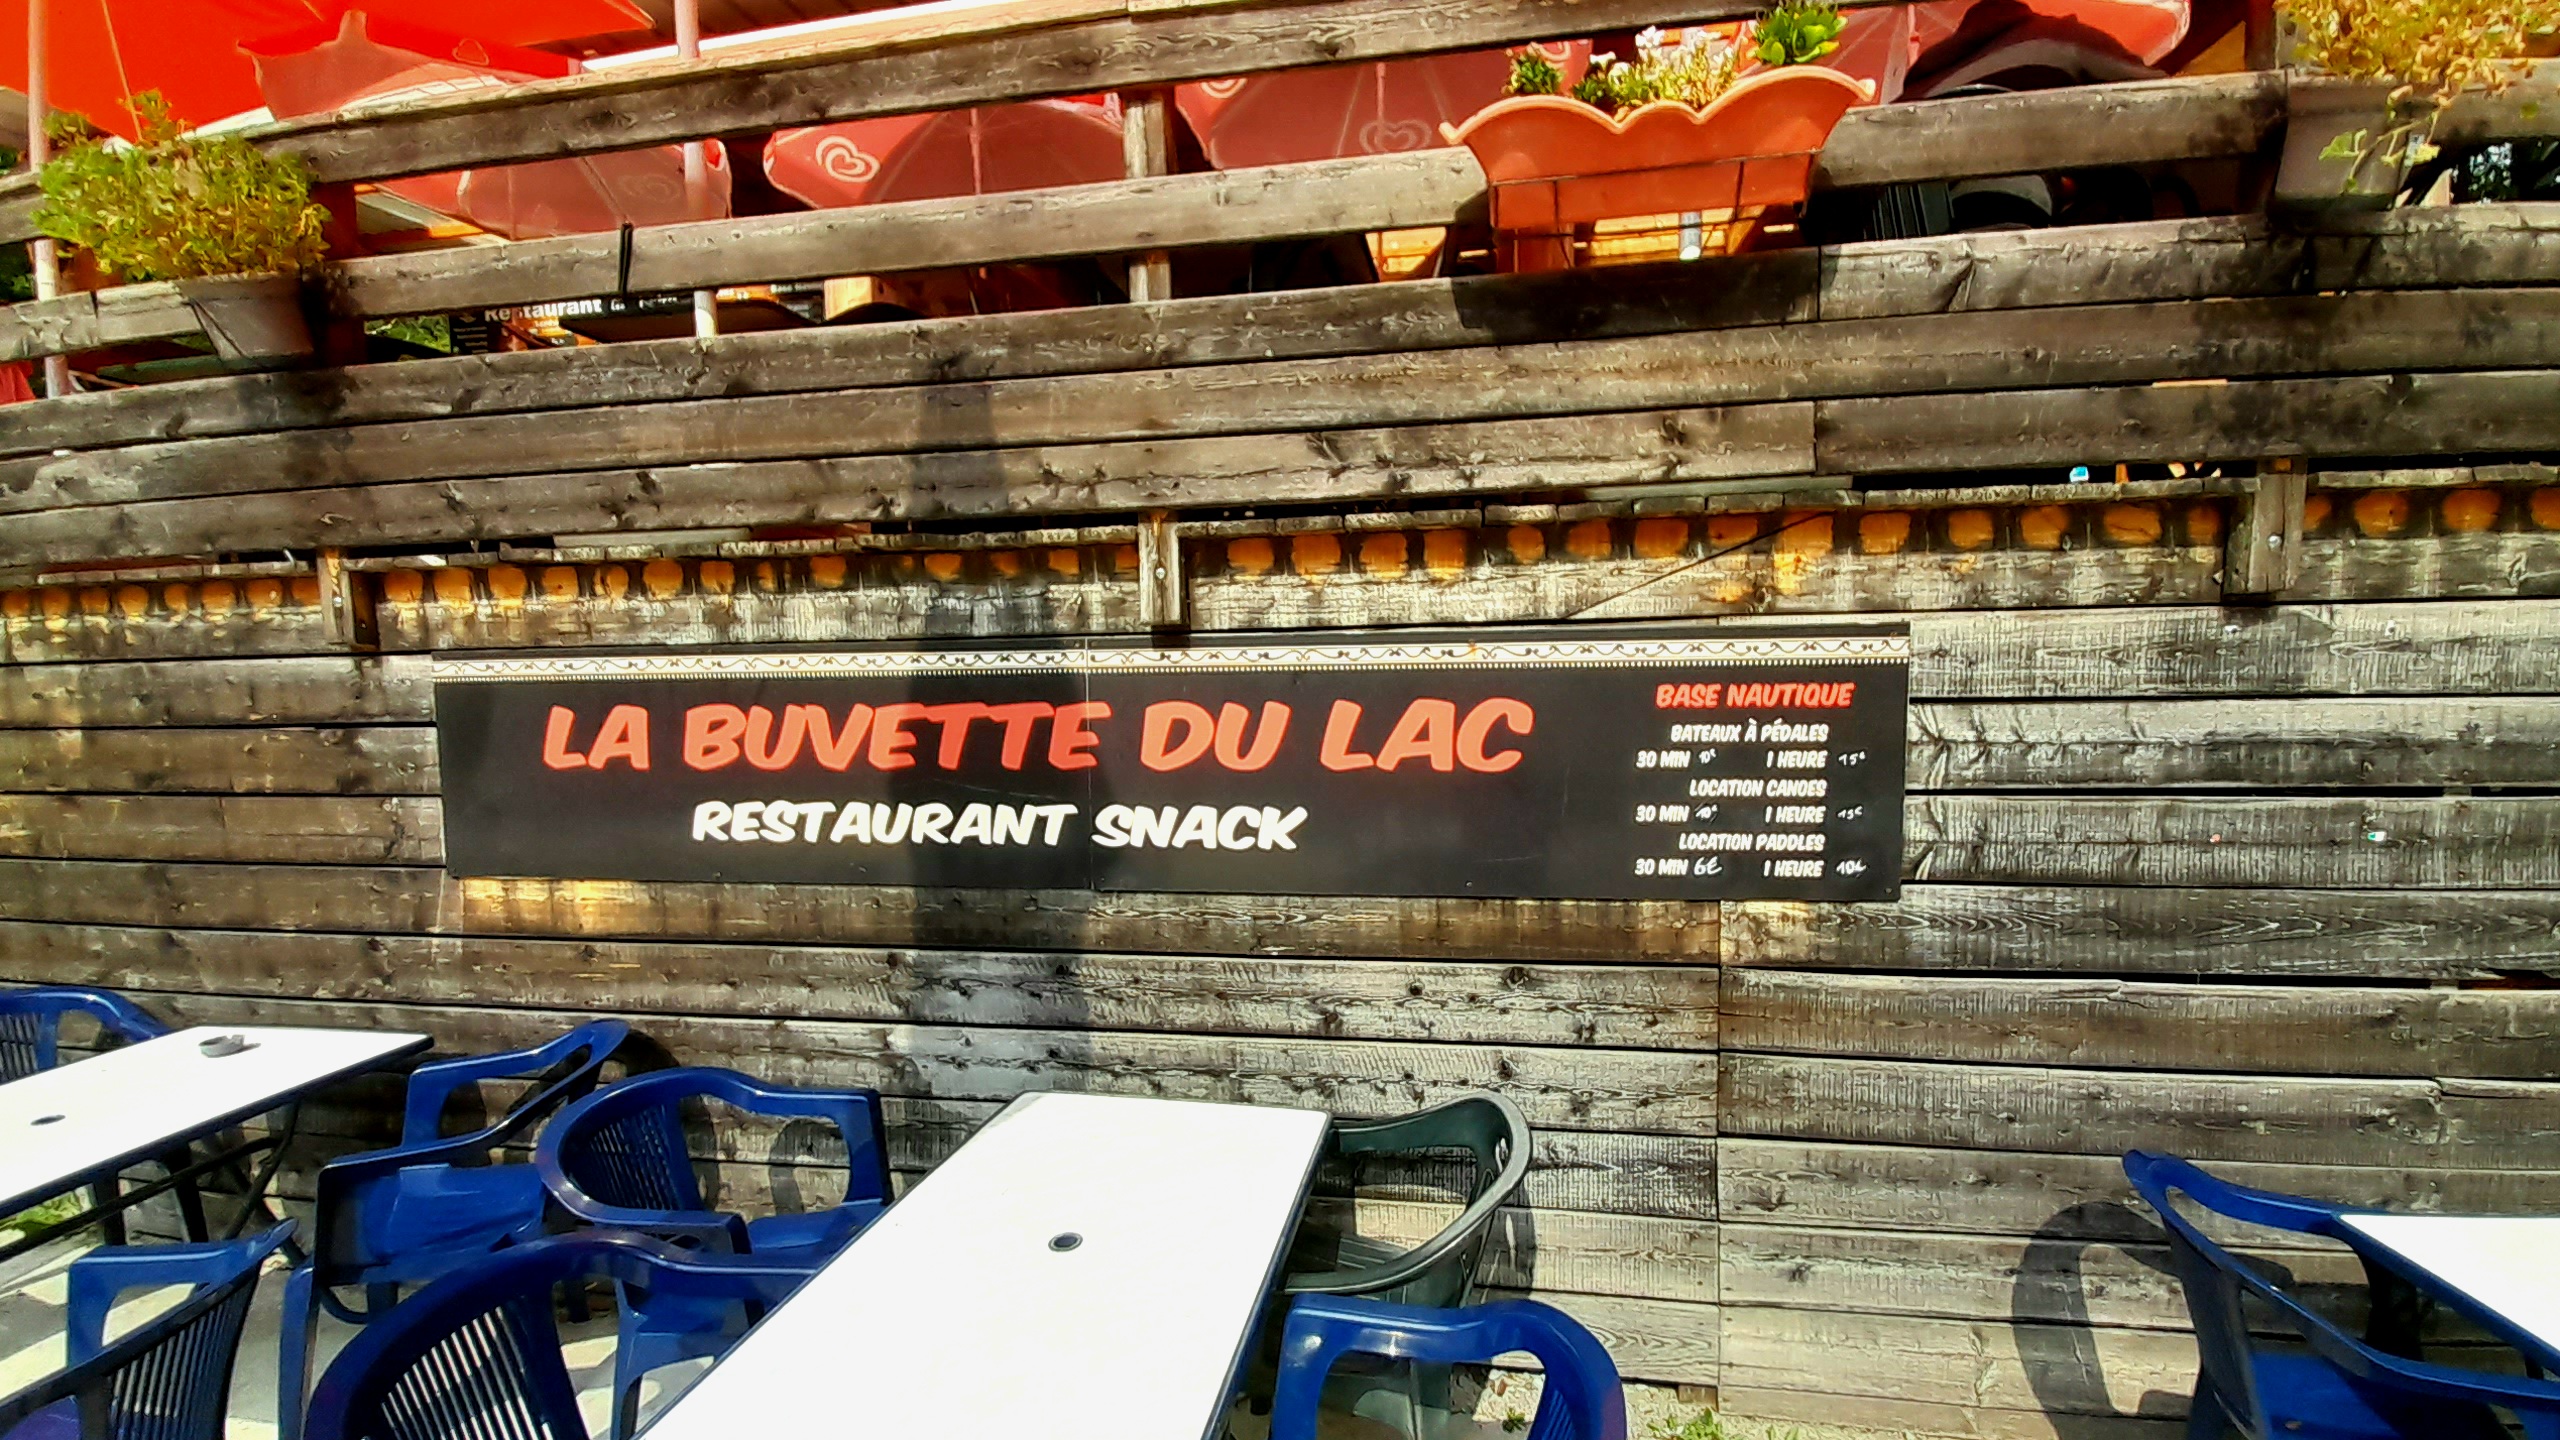 Restaurant
LA BUVETTE DU LAC
RESTAURANT SNACK
BASE NAUTIQUE
BATEAUX À PÉDALES
30 MIN 10€ 1 HEURE 15€
LOCATION CANOES
30 MIN 10€ 1 HEURE 15€
LOCATION PADDLES
30 MIN 6€ 1 HEURE 10€